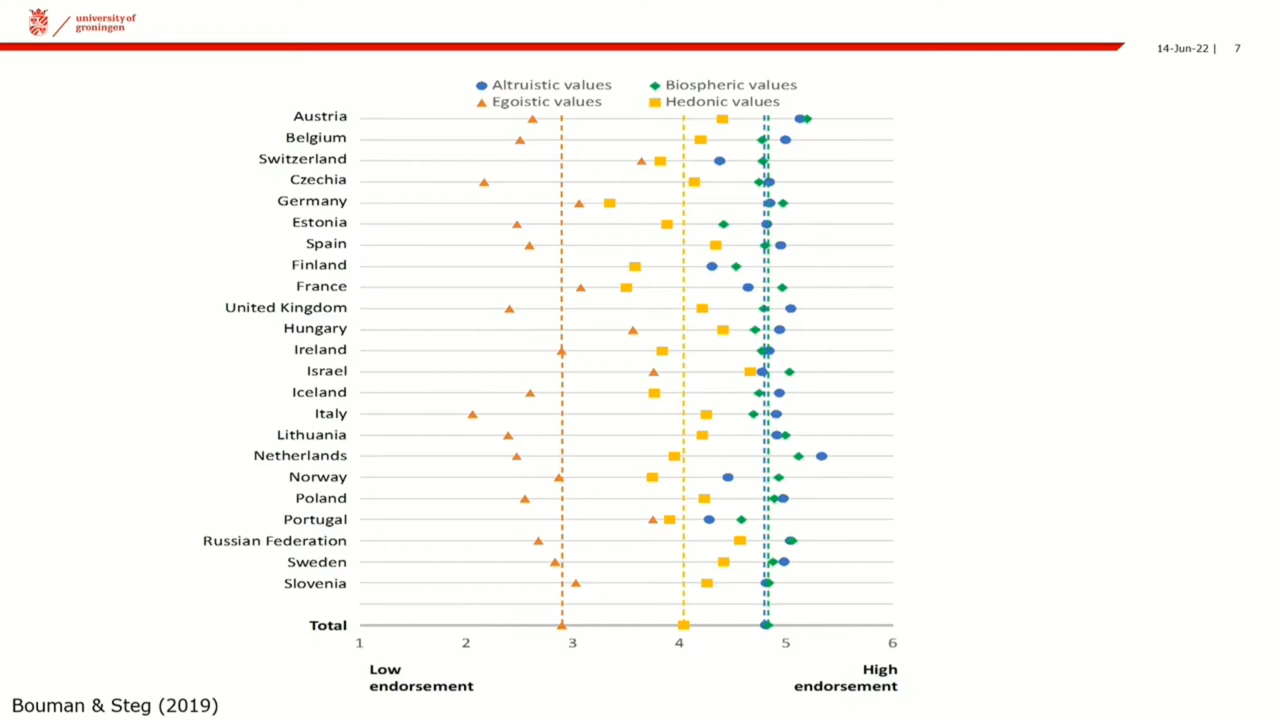 university of
groningen
14-Jun-22 | 7
Altruistic values Biospheric values
Egoistic values Hedonic values
Austria
Belgium
Switzerland
Czechia
Germany
Estonia
Spain
Finland
France
United Kingdom
Hungary
Ireland
Israel
Iceland
Italy
Lithuania
Netherlands
Norway
Poland
Portugal
Russian Federation
Sweden
Slovenia
Total
1 2 3 4 5 6
Low endorsement High endorsement
Bouman & Steg (2019)